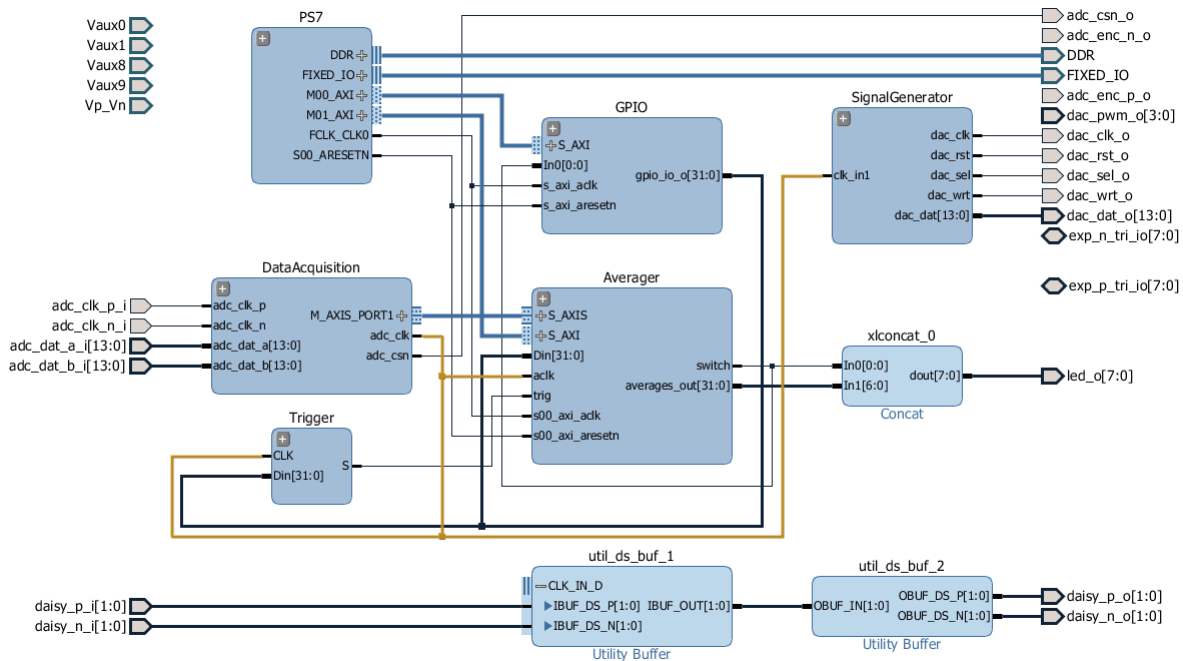 Vaux0
Vaux1
Vaux8
Vaux9
Vp_Vn
PS7
DDR
FIXED_IO
M00_AXI
M01_AXI
FCLK_CLK0
S00_ARESETN
GPIO
S_AXI
In0[0:0]
s_axi_aclk
s_axi_aresetn
gpio_io_o[31:0]
SignalGenerator
clk_in1
dac_clk
dac_rst
dac_sel
dac_wrt
dac_dat[13:0]
adc_csn_o
adc_enc_n_o
DDR
FIXED_IO
adc_enc_p_o
dac_pwm_o[3:0]
dac_clk_o
dac_rst_o
dac_sel_o
dac_wrt_o
dac_dat_o[13:0]
exp_n_tri_io[7:0]
exp_p_tri_io[7:0]
adc_clk_p_i
adc_clk_n_i
adc_dat_a_i[13:0]
adc_dat_b_i[13:0]
DataAcquisition
adc_clk_p
adc_clk_n
adc_dat_a[13:0]
adc_dat_b[13:0]
M_AXIS_PORT1
adc_clk
adc_csn
Averager
S_AXIS
S_AXI
Din[31:0]
aclk
trig
s00_axi_aclk
s00_axi_aresetn
switch
averages_out[31:0]
xlconcat_0
In0[0:0]
In1[6:0]
dout[7:0]
Concat
led_o[7:0]
Trigger
CLK
Din[31:0]
S
daisy_p_i[1:0]
daisy_n_i[1:0]
util_ds_buf_1
CLK_IN_D
IBUF_DS_P[1:0]
IBUF_DS_N[1:0]
IBUF_OUT[1:0]
Utility Buffer
util_ds_buf_2
OBUF_IN[1:0]
OBUF_DS_P[1:0]
OBUF_DS_N[1:0]
Utility Buffer
daisy_p_o[1:0]
daisy_n_o[1:0]